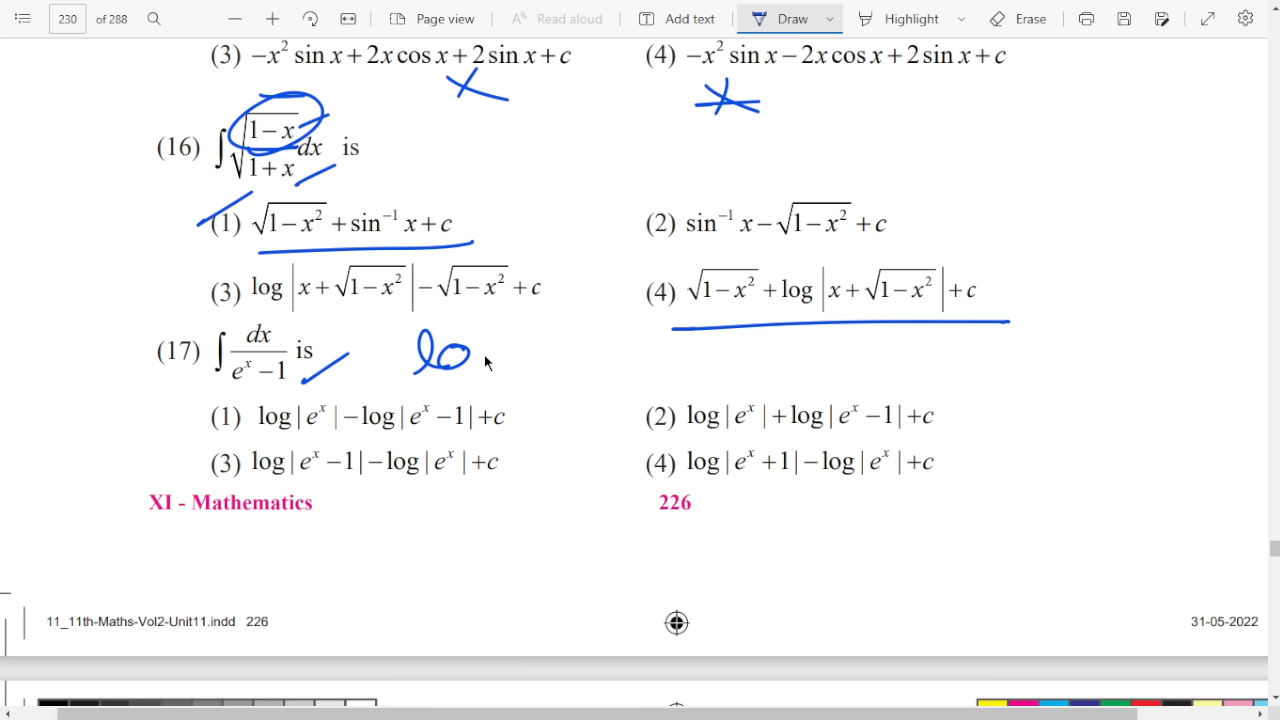 230 of 288 Page view Read aloud Add text Draw Highlight Erase
(3) −x² sin x + 2x cos x + 2 sin x + c (4) −x² sin x − 2x cos x + 2 sin x + c
(16) ∫ √((1 − x)/(1 + x)) dx is
(1) √(1 − x²) + sin⁻¹ x + c (2) sin⁻¹ x − √(1 − x²) + c
(3) log |x + √(1 − x²)| − √(1 − x²) + c (4) √(1 − x²) + log |x + √(1 − x²)| + c
(17) ∫ dx/(eˣ − 1) is lo
(1) log | eˣ | − log | eˣ − 1 | + c (2) log | eˣ | + log | eˣ − 1 | + c
(3) log | eˣ − 1 | − log | eˣ | + c (4) log | eˣ + 1 | − log | eˣ | + c
XI - Mathematics 226
11_11th-Maths-Vol2-Unit11.indd 226 31-05-2022